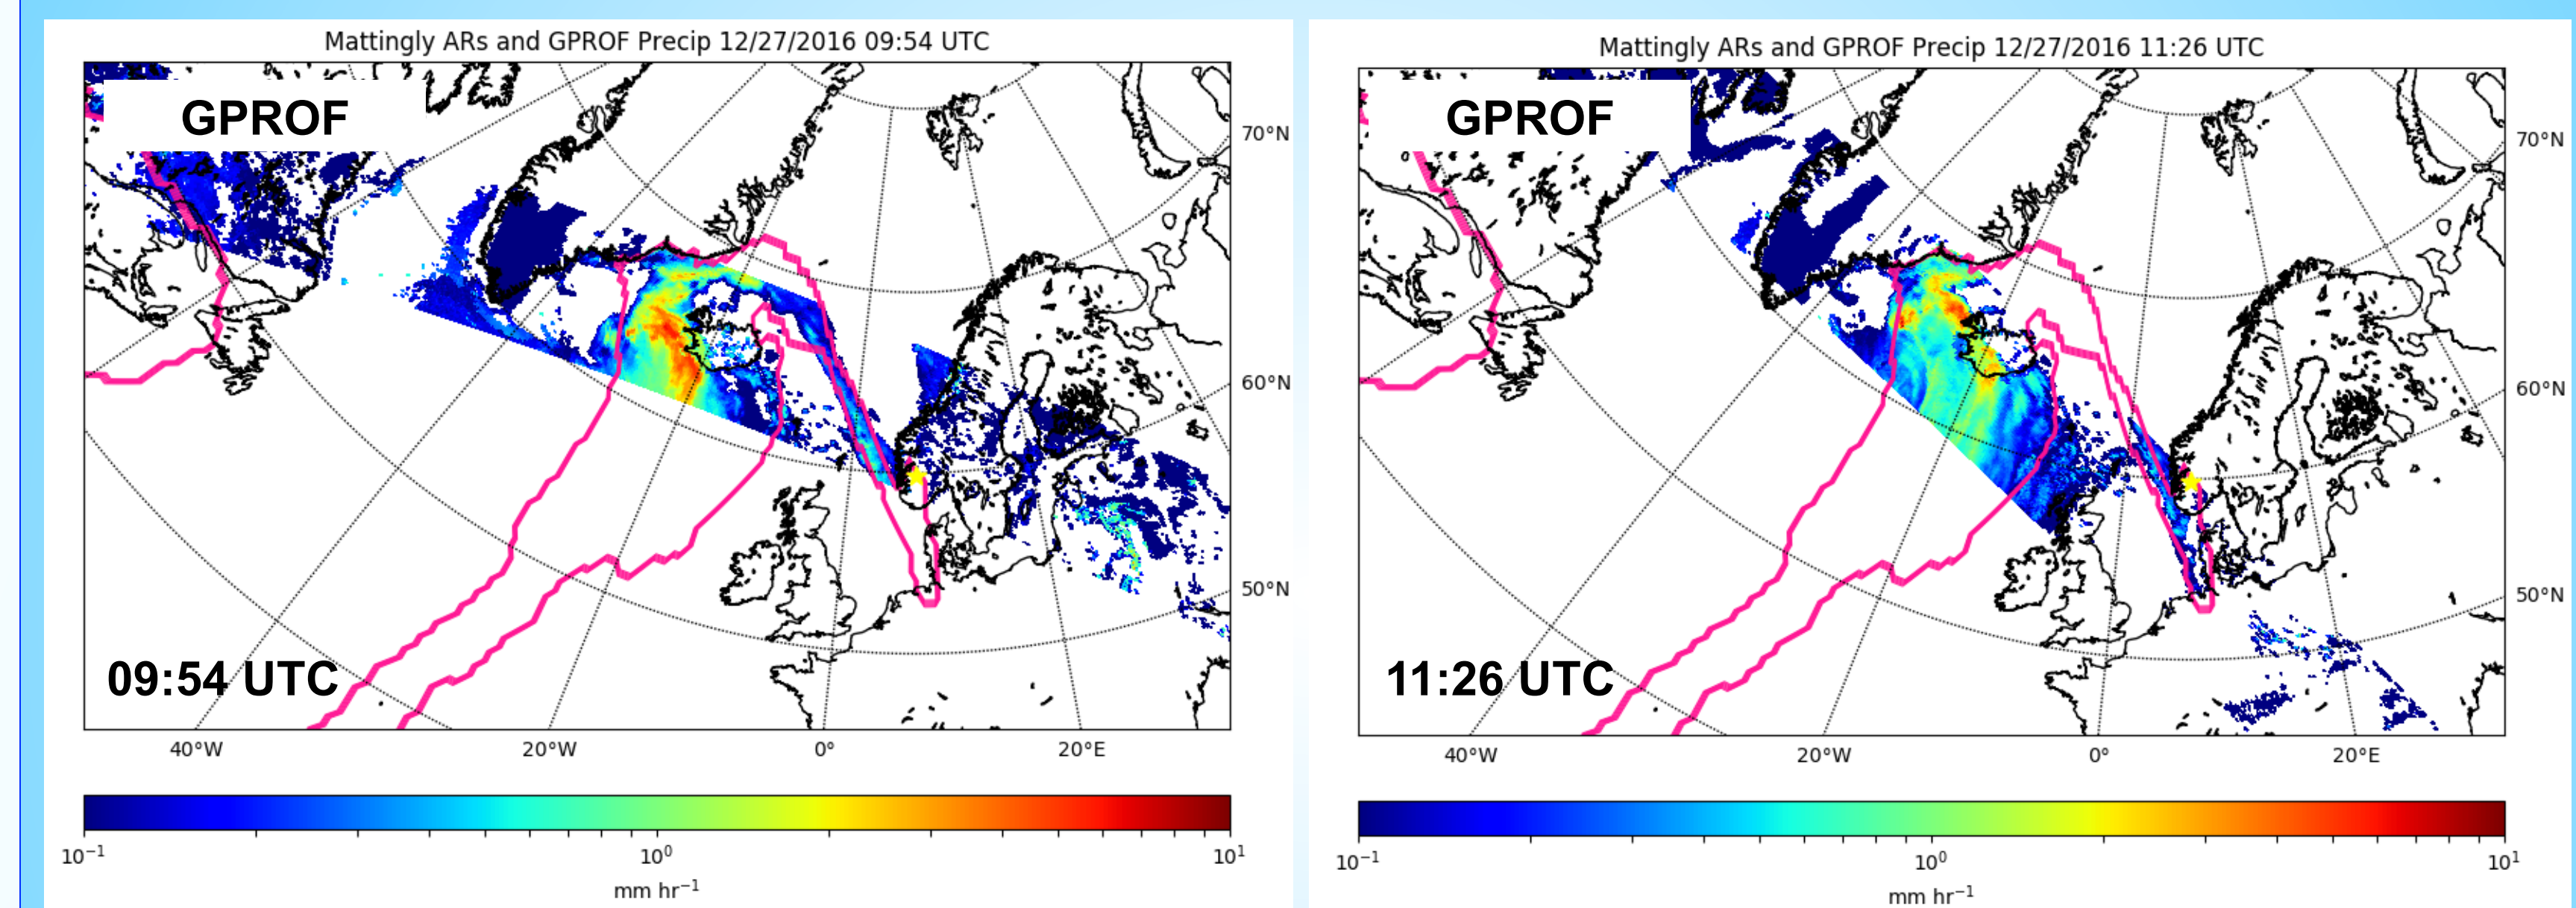 Mattingly ARs and GPROF Precip 12/27/2016 09:54 UTC
GPROF
70°N
60°N
50°N
09:54 UTC
40°W 20°W 0° 20°E
10⁻¹ 10⁰ 10¹
mm hr⁻¹
Mattingly ARs and GPROF Precip 12/27/2016 11:26 UTC
GPROF
70°N
60°N
50°N
11:26 UTC
40°W 20°W 0° 20°E
10⁻¹ 10⁰ 10¹
mm hr⁻¹